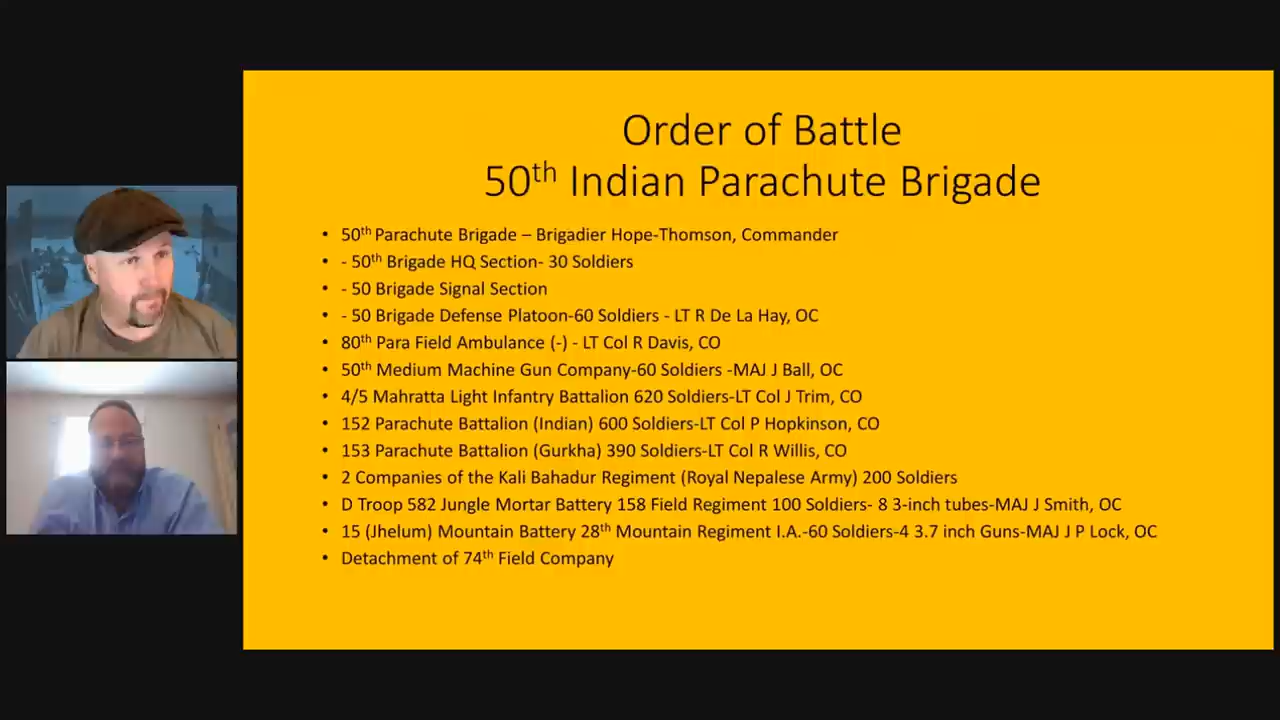 Order of Battle
50th Indian Parachute Brigade
• 50th Parachute Brigade – Brigadier Hope-Thomson, Commander
• - 50th Brigade HQ Section- 30 Soldiers
• - 50 Brigade Signal Section
• - 50 Brigade Defense Platoon-60 Soldiers - LT R De La Hay, OC
• 80th Para Field Ambulance (-) - LT Col R Davis, CO
• 50th Medium Machine Gun Company-60 Soldiers -MAJ J Ball, OC
• 4/5 Mahratta Light Infantry Battalion 620 Soldiers-LT Col J Trim, CO
• 152 Parachute Battalion (Indian) 600 Soldiers-LT Col P Hopkinson, CO
• 153 Parachute Battalion (Gurkha) 390 Soldiers-LT Col R Willis, CO
• 2 Companies of the Kali Bahadur Regiment (Royal Nepalese Army) 200 Soldiers
• D Troop 582 Jungle Mortar Battery 158 Field Regiment 100 Soldiers- 8 3-inch tubes-MAJ J Smith, OC
• 15 (Jhelum) Mountain Battery 28th Mountain Regiment I.A.-60 Soldiers-4 3.7 inch Guns-MAJ J P Lock, OC
• Detachment of 74th Field Company